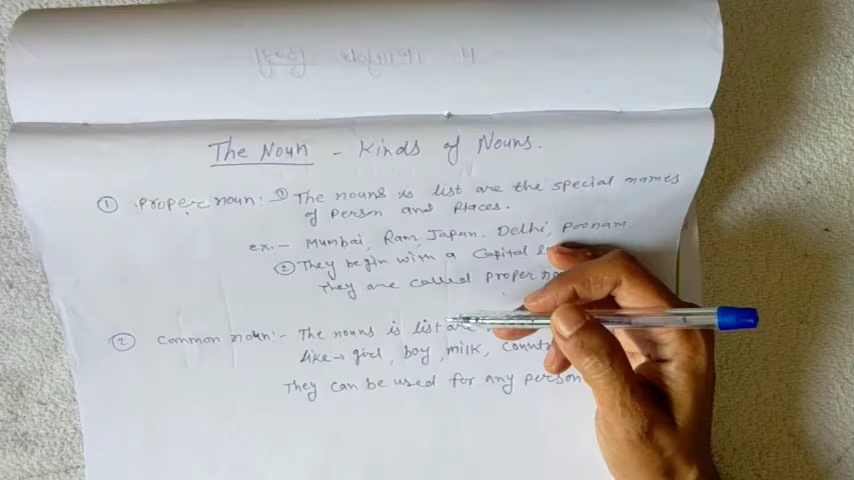 The Noun - Kinds of Nouns.
① Proper noun:- ① The nouns is list are the special names
of person and places.
ex.- Mumbai, Ram, Japan. Delhi, Poonam
② They begin with a capital
They are called proper
② Common noun:- The nouns is list are
like → girl, boy, milk,
They can be used for any person